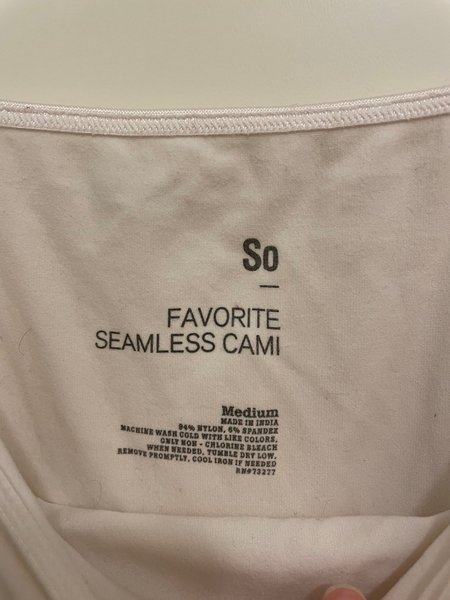 So
FAVORITE
SEAMLESS CAMI
Medium
MADE IN INDIA
94% NYLON, 6% SPANDEX
MACHINE WASH COLD WITH LIKE COLORS,
ONLY NON - CHLORINE BLEACH
WHEN NEEDED, TUMBLE DRY LOW,
REMOVE PROMPTLY, COOL IRON IF NEEDED
RN#73277